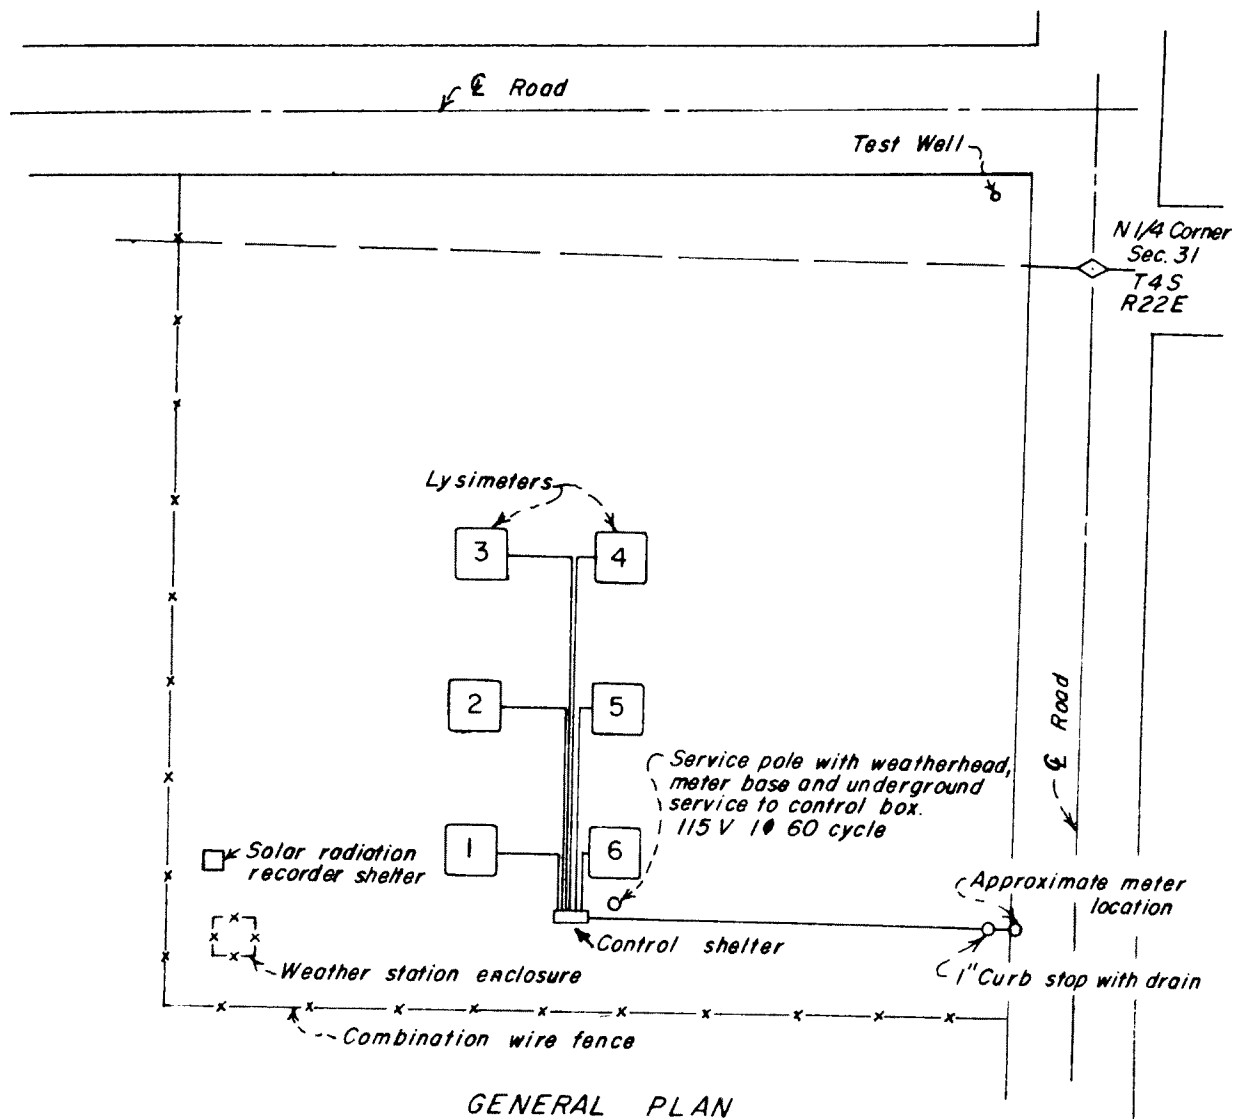 ℄ Road
Test Well
N 1/4 Corner
Sec. 31
T4S
R22E
Lysimeters
3
4
2
5
℄ Road
Service pole with weatherhead,
meter base and underground
service to control box.
115 V 1ϕ 60 cycle
1
6
Solar radiation
recorder shelter
Approximate meter
location
Control shelter
Weather station enclosure
1" Curb stop with drain
Combination wire fence
GENERAL PLAN